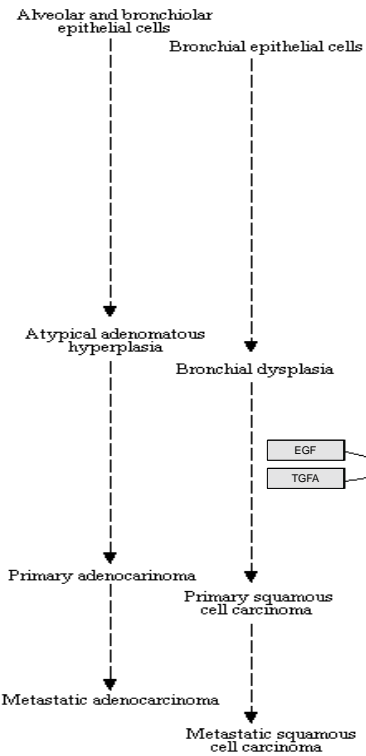 Alveolar and bronchiolar
epithelial cells
Bronchial epithelial cells
Atypical adenomatous
hyperplasia
Bronchial dysplasia
EGF
TGFA
Primary adenocarinoma
Primary squamous
cell carcinoma
Metastatic adenocarcinoma
Metastatic squamous
cell carcinoma